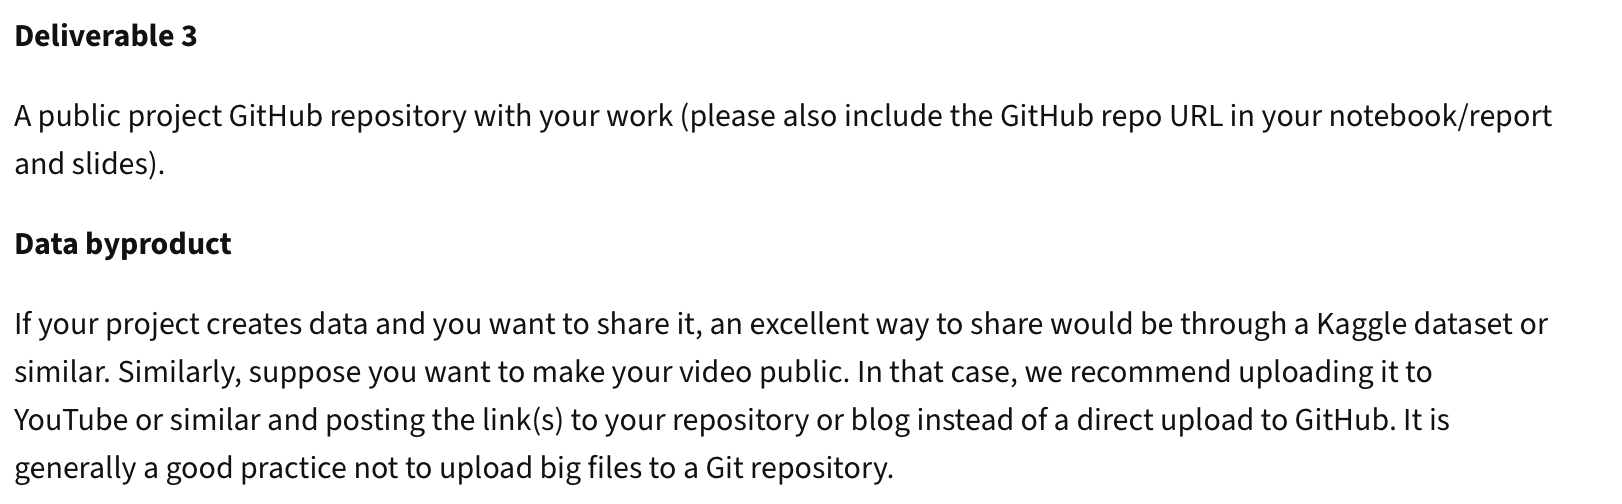 Deliverable 3
A public project GitHub repository with your work (please also include the GitHub repo URL in your notebook/report
and slides).
Data byproduct
If your project creates data and you want to share it, an excellent way to share would be through a Kaggle dataset or
similar. Similarly, suppose you want to make your video public. In that case, we recommend uploading it to
YouTube or similar and posting the link(s) to your repository or blog instead of a direct upload to GitHub. It is
generally a good practice not to upload big files to a Git repository.